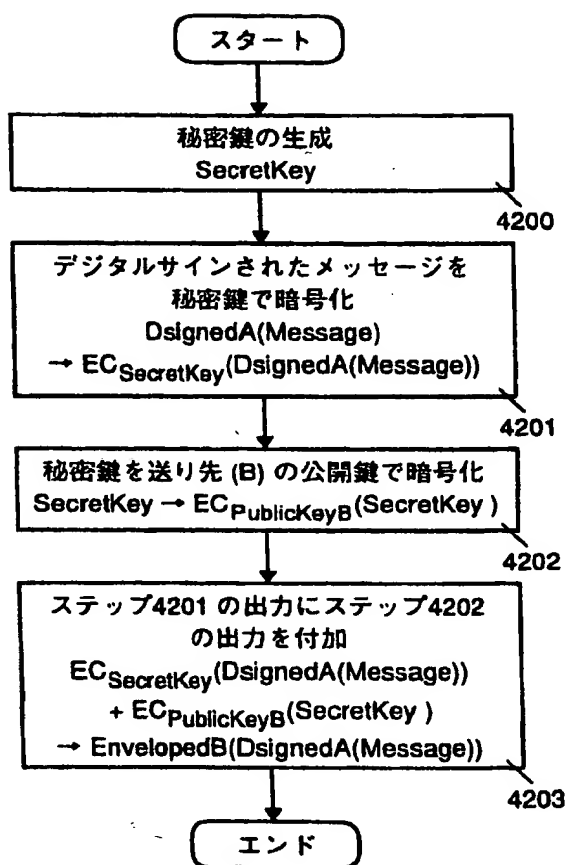 スタート
秘密鍵の生成
SecretKey
4200
デジタルサインされたメッセージを
秘密鍵で暗号化
DsignedA(Message)
→ ECSecretKey(DsignedA(Message))
4201
秘密鍵を送り先 (B) の公開鍵で暗号化
SecretKey → ECPublicKeyB(SecretKey )
4202
ステップ4201 の出力にステップ4202
の出力を付加
ECSecretKey(DsignedA(Message))
+ ECPublicKeyB(SecretKey )
→ EnvelopedB(DsignedA(Message))
4203
エンド